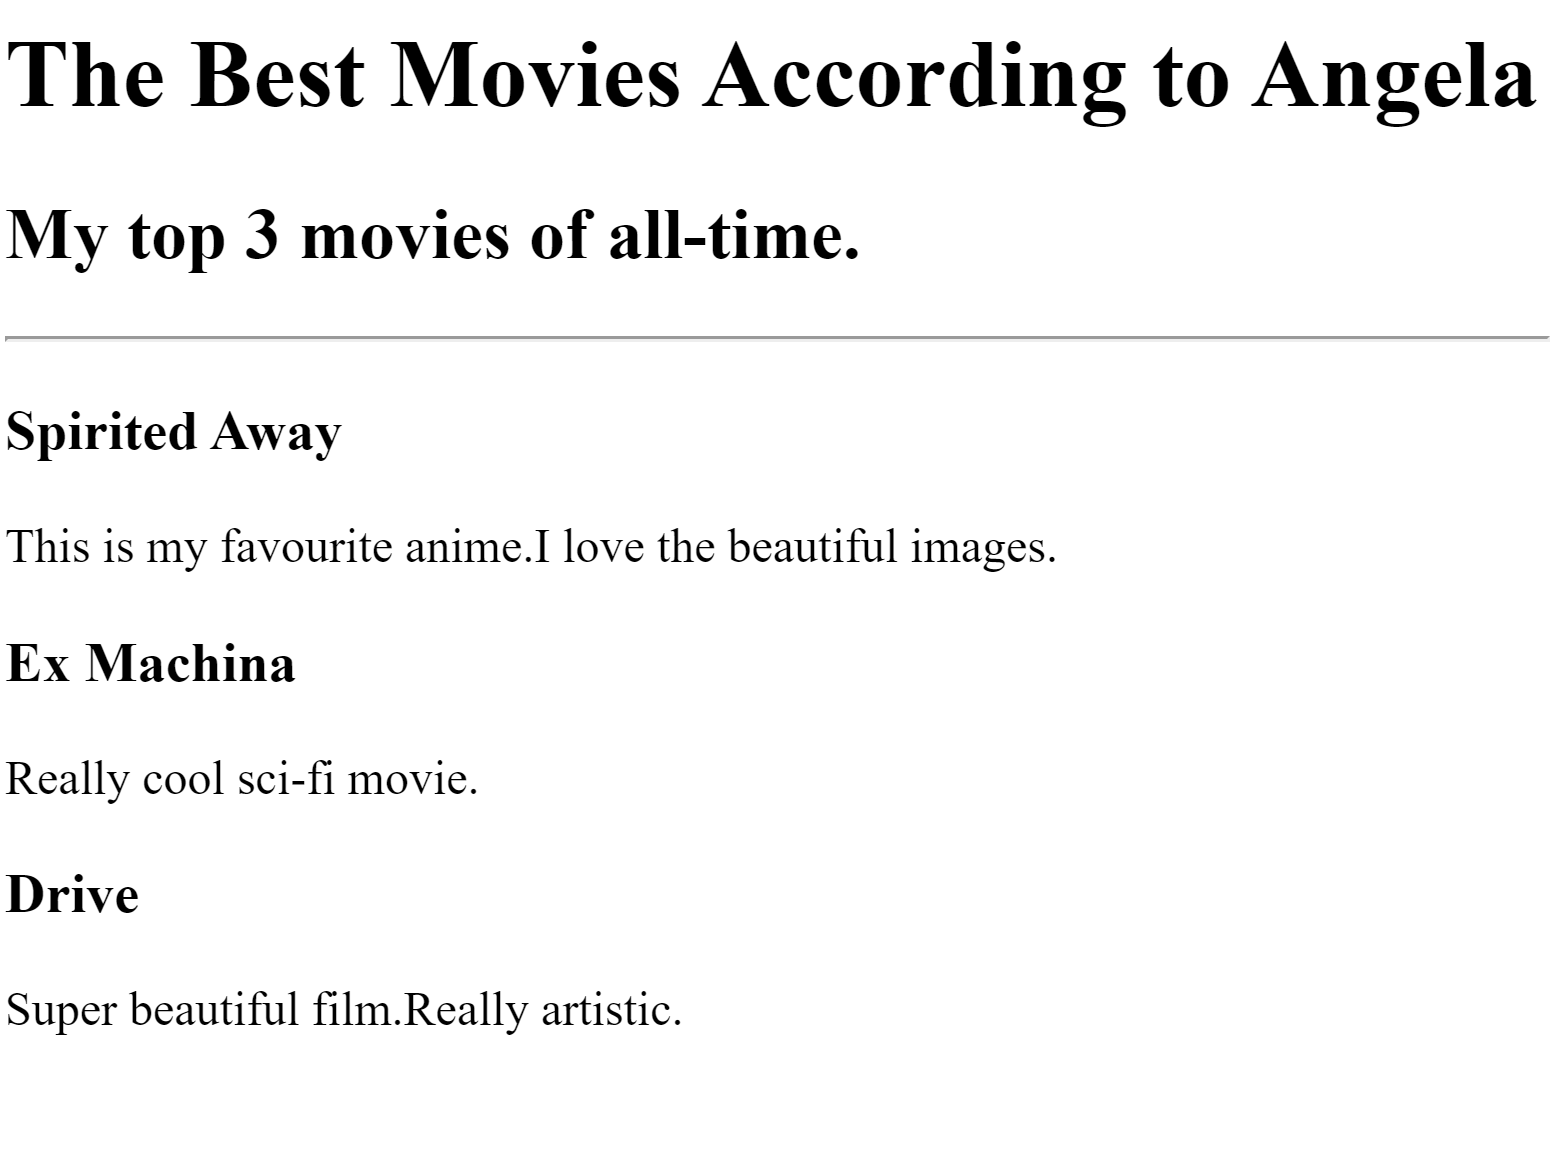 The Best Movies According to Angela
My top 3 movies of all-time.
Spirited Away
This is my favourite anime.I love the beautiful images.
Ex Machina
Really cool sci-fi movie.
Drive
Super beautiful film.Really artistic.